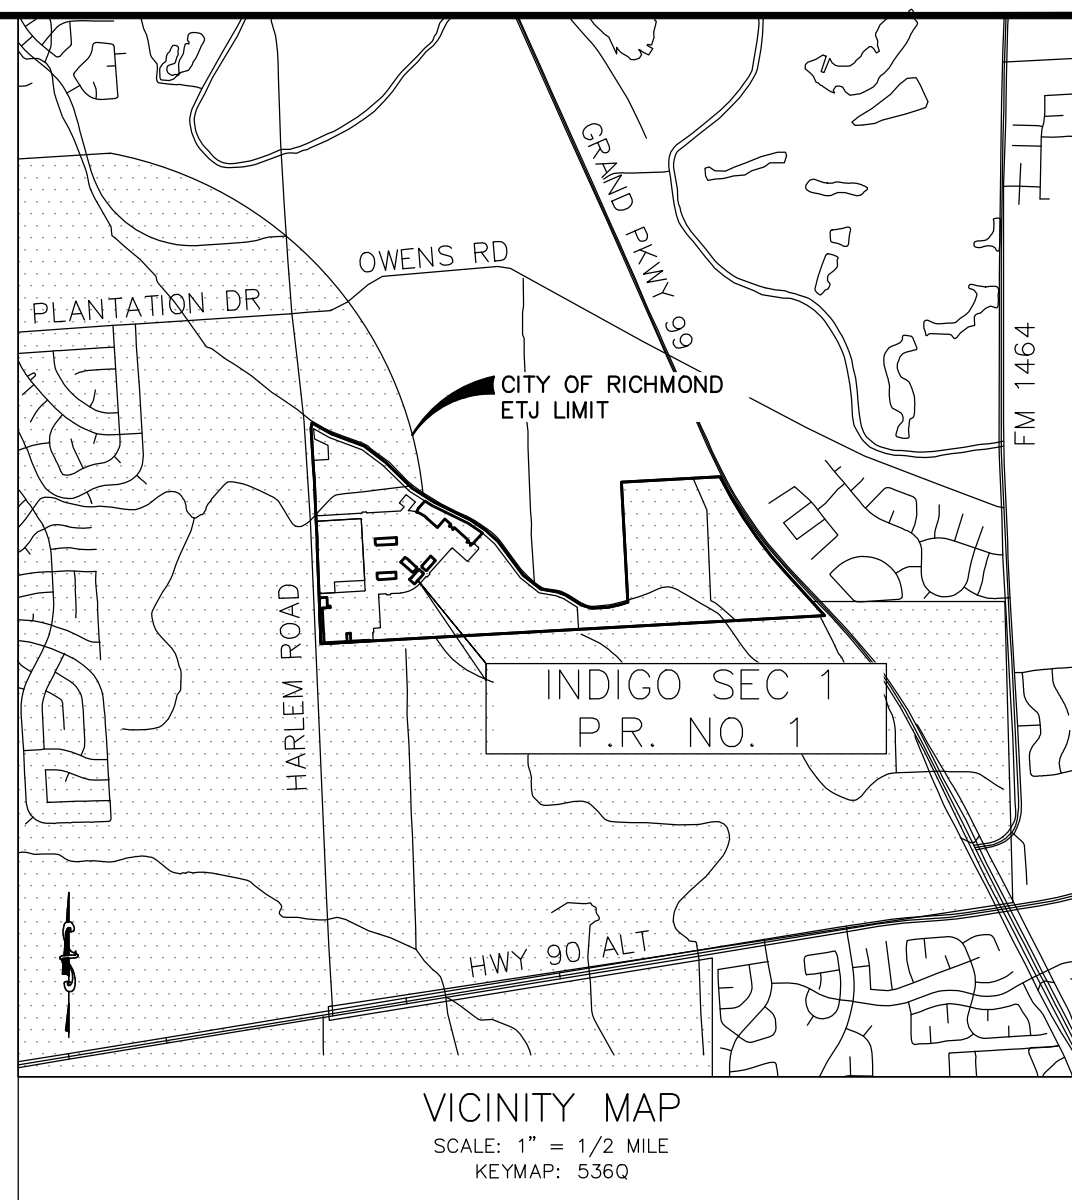 GRAND PKWY 99
OWENS RD
PLANTATION DR
FM 1464
CITY OF RICHMOND
ETJ LIMIT
HARLEM ROAD
INDIGO SEC 1
P.R. NO. 1
HWY 90 ALT
VICINITY MAP
SCALE: 1" = 1/2 MILE
KEYMAP: 536Q